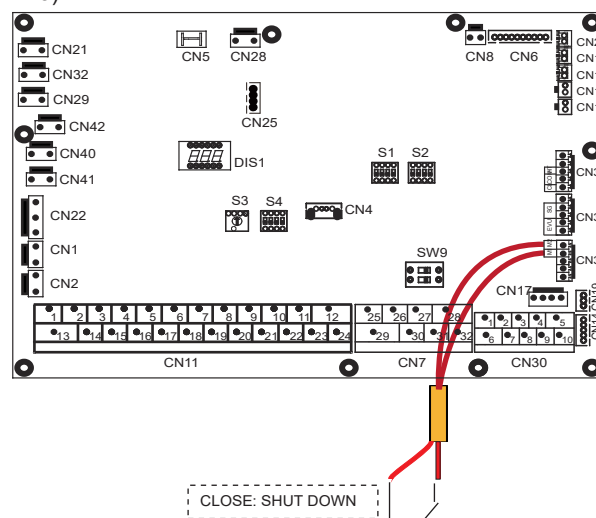 CN21
CN5
CN28
CN8
CN6
CN32
CN29
CN25
CN42
DIS1
S1
S2
CN40
CN41
CN22
S3
S4
CN4
SG
EVU
SW9
CN1
CN2
CN17
CN19
1 2 3 4 5 6 7 8 9 10 11 12
25 26 27 28
1 2 3 4 5
13 14 15 16 17 18 19 20 21 22 23 24
29 30 31 32
6 7 8 9 10
CN11
CN7
CN30
CLOSE: SHUT DOWN